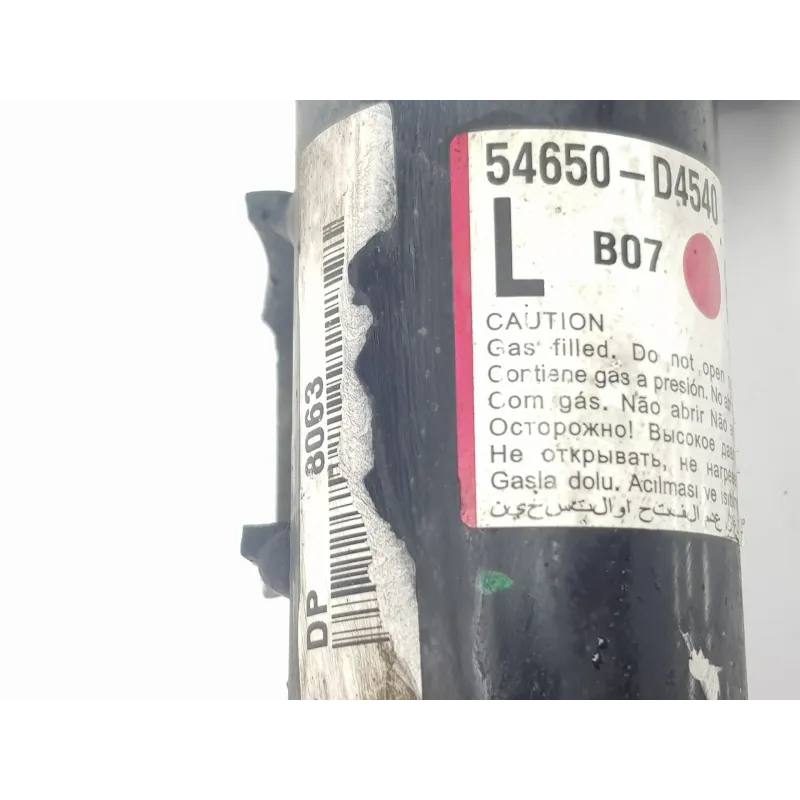 54650-D4540
L B07
CAUTION
Gas filled. Do not open
Contiene gás a presión. No
Com gás. Não abrir Não
Осторожно! Высокое
Не открывать, не
Gasla dolu. Acılması ve
DP 8063